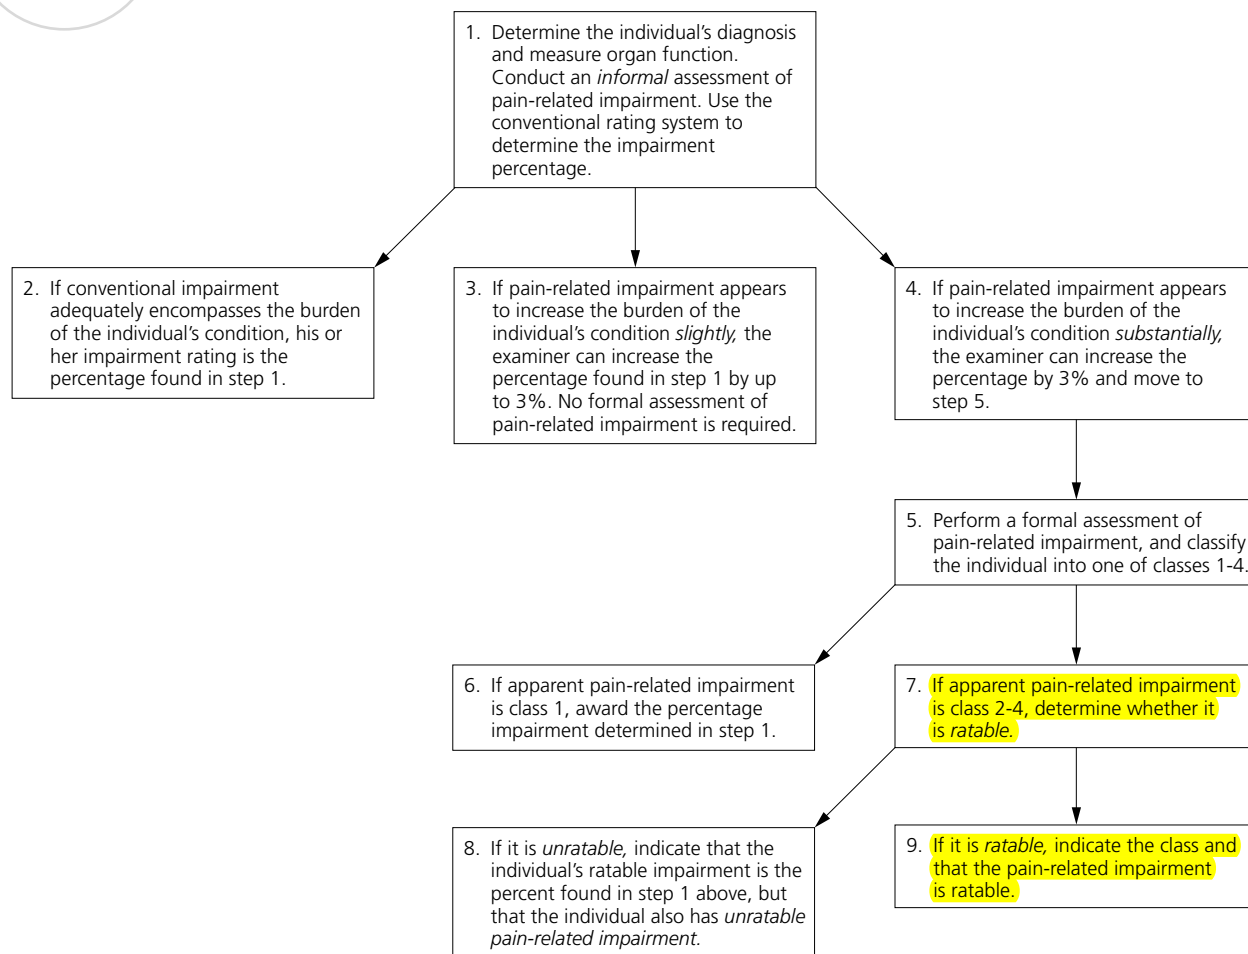 1. Determine the individual's diagnosis
and measure organ function.
Conduct an informal assessment of
pain-related impairment. Use the
conventional rating system to
determine the impairment
percentage.
2. If conventional impairment
adequately encompasses the burden
of the individual's condition, his or
her impairment rating is the
percentage found in step 1.
3. If pain-related impairment appears
to increase the burden of the
individual's condition slightly, the
examiner can increase the
percentage found in step 1 by up
to 3%. No formal assessment of
pain-related impairment is required.
4. If pain-related impairment appears
to increase the burden of the
individual's condition substantially,
the examiner can increase the
percentage by 3% and move to
step 5.
5. Perform a formal assessment of
pain-related impairment, and classify
the individual into one of classes 1-4.
6. If apparent pain-related impairment
is class 1, award the percentage
impairment determined in step 1.
7. If apparent pain-related impairment
is class 2-4, determine whether it
is ratable.
8. If it is unratable, indicate that the
individual's ratable impairment is the
percent found in step 1 above, but
that the individual also has unratable
pain-related impairment.
9. If it is ratable, indicate the class and
that the pain-related impairment
is ratable.